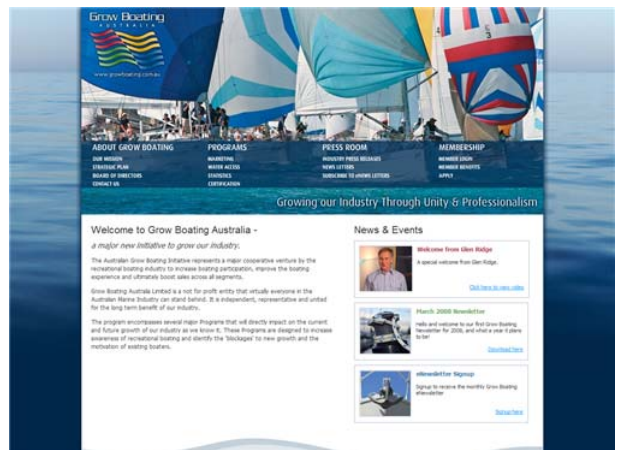 Grow Boating
AUSTRALIA
www.growboating.com.au
ABOUT GROW BOATING
OUR MISSION
STRATEGIC PLAN
BOARD OF DIRECTORS
CONTACT US
PROGRAMS
MARKETING
WATER ACCESS
STATISTICS
CERTIFICATION
PRESS ROOM
INDUSTRY PRESS RELEASES
NEWS LETTERS
SUBSCRIBE TO eNEWS LETTERS
MEMBERSHIP
MEMBER LOGIN
MEMBER BENEFITS
APPLY
Growing our Industry Through Unity & Professionalism
Welcome to Grow Boating Australia -
a major new initiative to grow our industry.
The Australian Grow Boating Initiative represents a major cooperative venture by the
recreational boating industry to increase boating participation, improve the boating
experience and ultimately boost sales across all segments.
Grow Boating Australia Limited is a not for profit entity that virtually everyone in the
Australian Marine Industry can stand behind. It is independent, representative and united
for the long term benefit of our industry.
The program encompasses several major Programs that will directly impact on the current
and future growth of our industry as we know it. These Programs are designed to increase
awareness of recreational boating and identify the 'blockages' to new growth and the
motivation of existing boaters.
News & Events
Welcome from Glen Ridge
A special welcome from Glen Ridge.
Click here to view video
March 2008 Newsletter
Hello and welcome to our first Grow Boating
Newsletter for 2008, and what a year it plans
to be!
Download here
eNewsletter Signup
Signup to receive the monthly Grow Boating
eNewsletter
Signup here